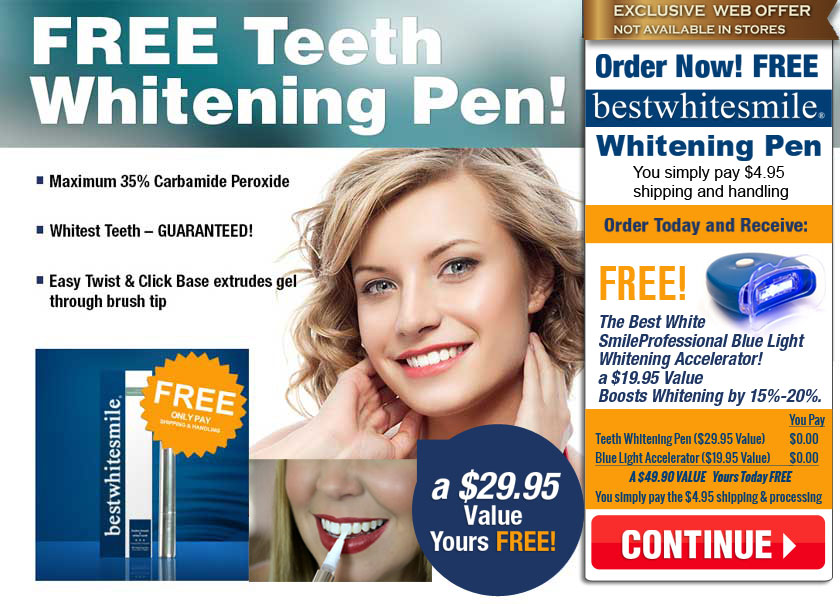 FREE Teeth
Whitening Pen!
Maximum 35% Carbamide Peroxide
Whitest Teeth – GUARANTEED!
Easy Twist & Click Base extrudes gel
through brush tip
bestwhitesmile.
FREE
ONLY PAY
SHIPPING & HANDLING
a $29.95
Value
Yours FREE!
EXCLUSIVE WEB OFFER
NOT AVAILABLE IN STORES
Order Now! FREE
bestwhitesmile®
Whitening Pen
You simply pay $4.95
shipping and handling
Order Today and Receive:
FREE!
The Best White
SmileProfessional Blue Light
Whitening Accelerator!
a $19.95 Value
Boosts Whitening by 15%-20%.
You Pay
Teeth Whitening Pen ($29.95 Value) $0.00
Blue Light Accelerator ($19.95 Value) $0.00
A $49.90 VALUE Yours Today FREE
You simply pay the $4.95 shipping & processing
CONTINUE